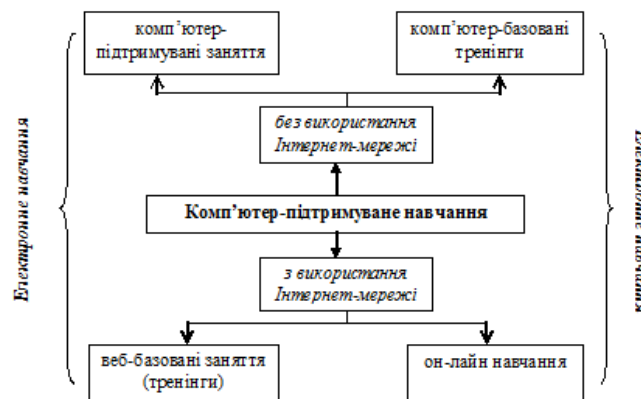 комп’ютер-
підтримувані заняття
комп’ютер-базовані
тренінги
без використання
Інтернет-мережі
Електронне навчання
Комп’ютер-підтримуване навчання
з використання
Інтернет-мережі
веб-базовані заняття
(тренінги)
он-лайн навчання